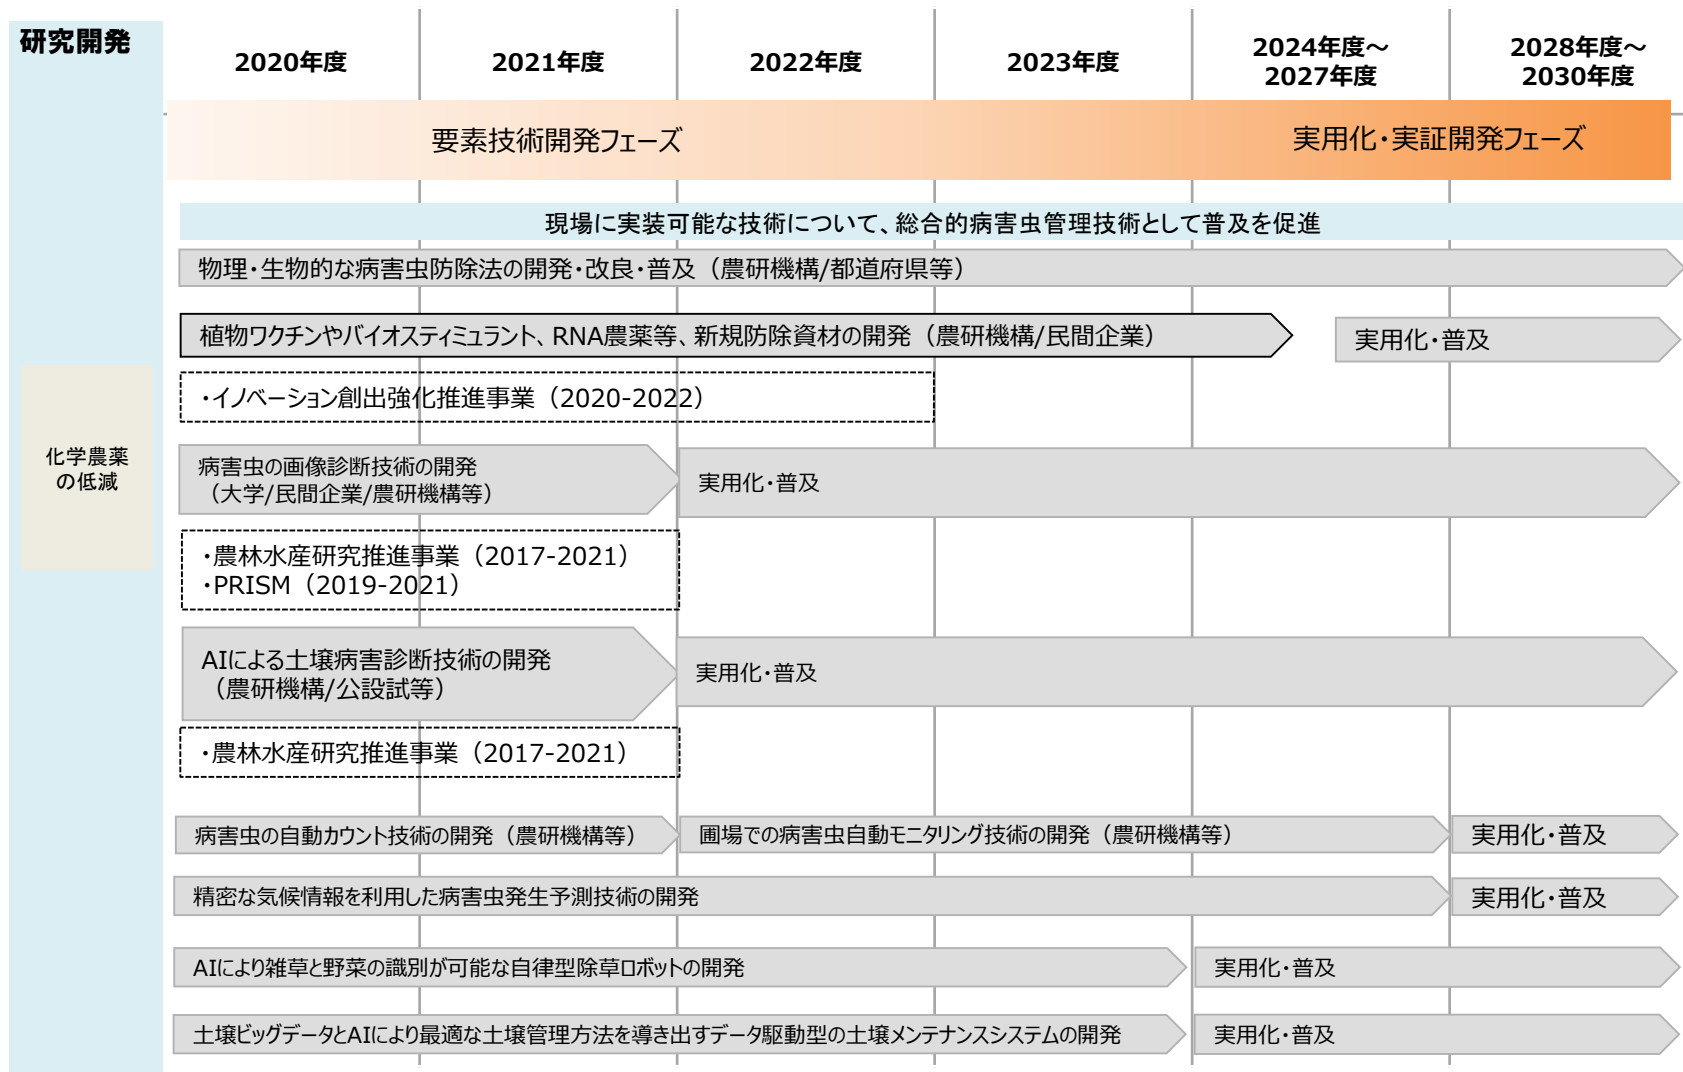 研究開発
2020年度
2021年度
2022年度
2023年度
2024年度～
2027年度
2028年度～
2030年度
要素技術開発フェーズ
実用化・実証開発フェーズ
現場に実装可能な技術について、総合的病害虫管理技術として普及を促進
物理・生物的な病害虫防除法の開発・改良・普及（農研機構/都道府県等）
植物ワクチンやバイオスティミュラント、RNA農薬等、新規防除資材の開発（農研機構/民間企業）
実用化・普及
・イノベーション創出強化推進事業（2020-2022）
化学農薬
の低減
病害虫の画像診断技術の開発
（大学/民間企業/農研機構等）
実用化・普及
・農林水産研究推進事業（2017-2021）
・PRISM（2019-2021）
AIによる土壌病害診断技術の開発
（農研機構/公設試等）
実用化・普及
・農林水産研究推進事業（2017-2021）
病害虫の自動カウント技術の開発（農研機構等）
圃場での病害虫自動モニタリング技術の開発（農研機構等）
実用化・普及
精密な気候情報を利用した病害虫発生予測技術の開発
実用化・普及
AIにより雑草と野菜の識別が可能な自律型除草ロボットの開発
実用化・普及
土壌ビッグデータとAIにより最適な土壌管理方法を導き出すデータ駆動型の土壌メンテナンスシステムの開発
実用化・普及